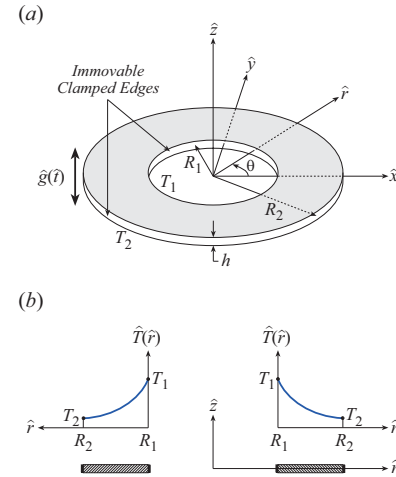 (a)
ẑ
ŷ
Immovable
Clamped Edges
r̂
R₁
θ
ĝ(t̂)
T₁
x̂
R₂
T₂
h
(b)
T̂(r̂) T̂(r̂)
T₁ T₁
T₂ ẑ T₂
r̂ R₂ R₁ R₁ R₂ r̂
r̂